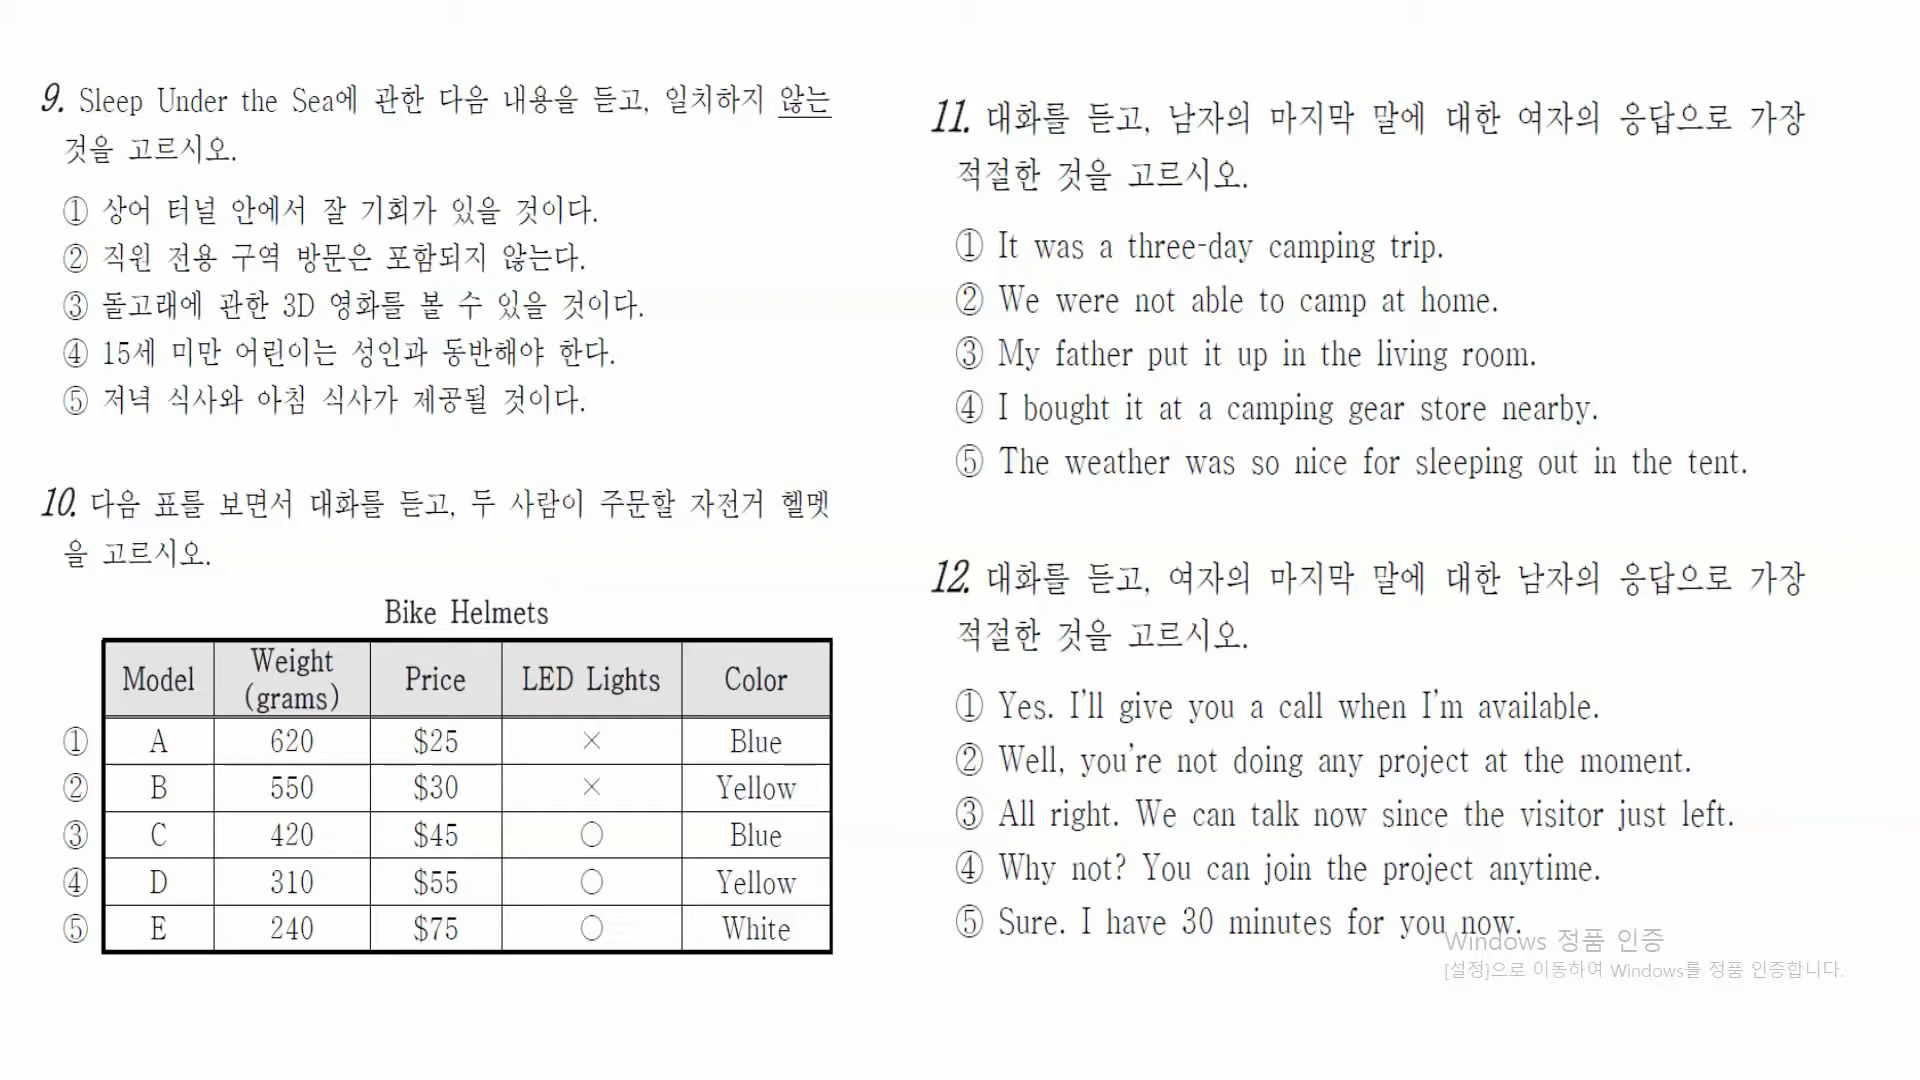 9. Sleep Under the Sea에 관한 다음 내용을 듣고, 일치하지 않는
것을 고르시오.
① 상어 터널 안에서 잘 기회가 있을 것이다.
② 직원 전용 구역 방문은 포함되지 않는다.
③ 돌고래에 관한 3D 영화를 볼 수 있을 것이다.
④ 15세 미만 어린이는 성인과 동반해야 한다.
⑤ 저녁 식사와 아침 식사가 제공될 것이다.
10. 다음 표를 보면서 대화를 듣고, 두 사람이 주문할 자전거 헬멧
을 고르시오.
Bike Helmets
Model Weight (grams) Price LED Lights Color
① A 620 $25 × Blue
② B 550 $30 × Yellow
③ C 420 $45 ○ Blue
④ D 310 $55 ○ Yellow
⑤ E 240 $75 ○ White
11. 대화를 듣고, 남자의 마지막 말에 대한 여자의 응답으로 가장
적절한 것을 고르시오.
① It was a three-day camping trip.
② We were not able to camp at home.
③ My father put it up in the living room.
④ I bought it at a camping gear store nearby.
⑤ The weather was so nice for sleeping out in the tent.
12. 대화를 듣고, 여자의 마지막 말에 대한 남자의 응답으로 가장
적절한 것을 고르시오.
① Yes. I'll give you a call when I'm available.
② Well, you're not doing any project at the moment.
③ All right. We can talk now since the visitor just left.
④ Why not? You can join the project anytime.
⑤ Sure. I have 30 minutes for you now.
Windows 정품 인증
[설정]으로 이동하여 Windows를 정품 인증합니다.